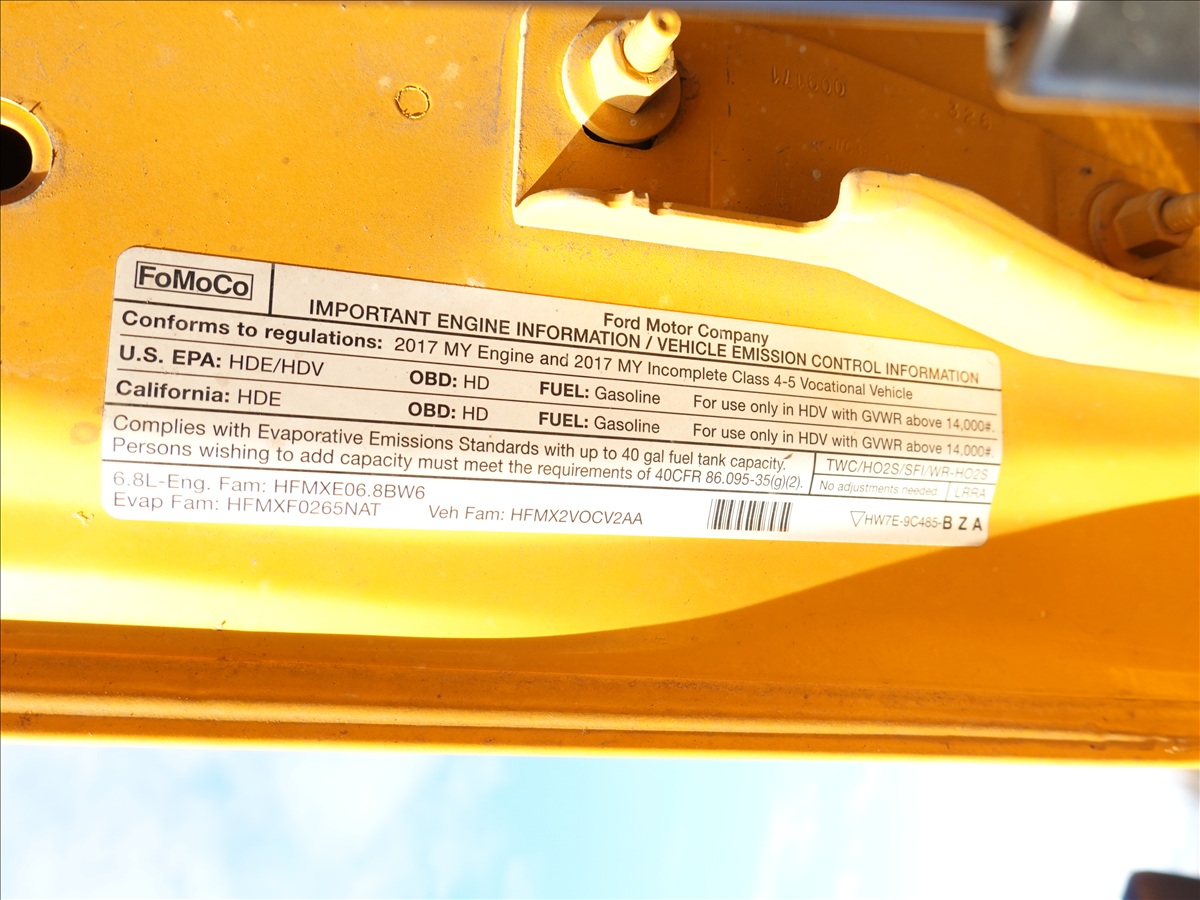 FoMoCo
Ford Motor Company
IMPORTANT ENGINE INFORMATION / VEHICLE EMISSION CONTROL INFORMATION
Conforms to regulations: 2017 MY Engine and 2017 MY Incomplete Class 4-5 Vocational Vehicle
U.S. EPA: HDE/HDV OBD: HD FUEL: Gasoline For use only in HDV with GVWR above 14,000#.
California: HDE OBD: HD FUEL: Gasoline For use only in HDV with GVWR above 14,000#.
Complies with Evaporative Emissions Standards with up to 40 gal fuel tank capacity.
Persons wishing to add capacity must meet the requirements of 40CFR 86.095-35(g)(2).
TWC/HO2S/SFI/WR-HO2S
No adjustments needed. LRRA
6.8L-Eng. Fam: HFMXE06.8BW6
Evap Fam: HFMXF0265NAT Veh Fam: HFMX2VOCV2AA
▽HW7E-9C485-B Z A